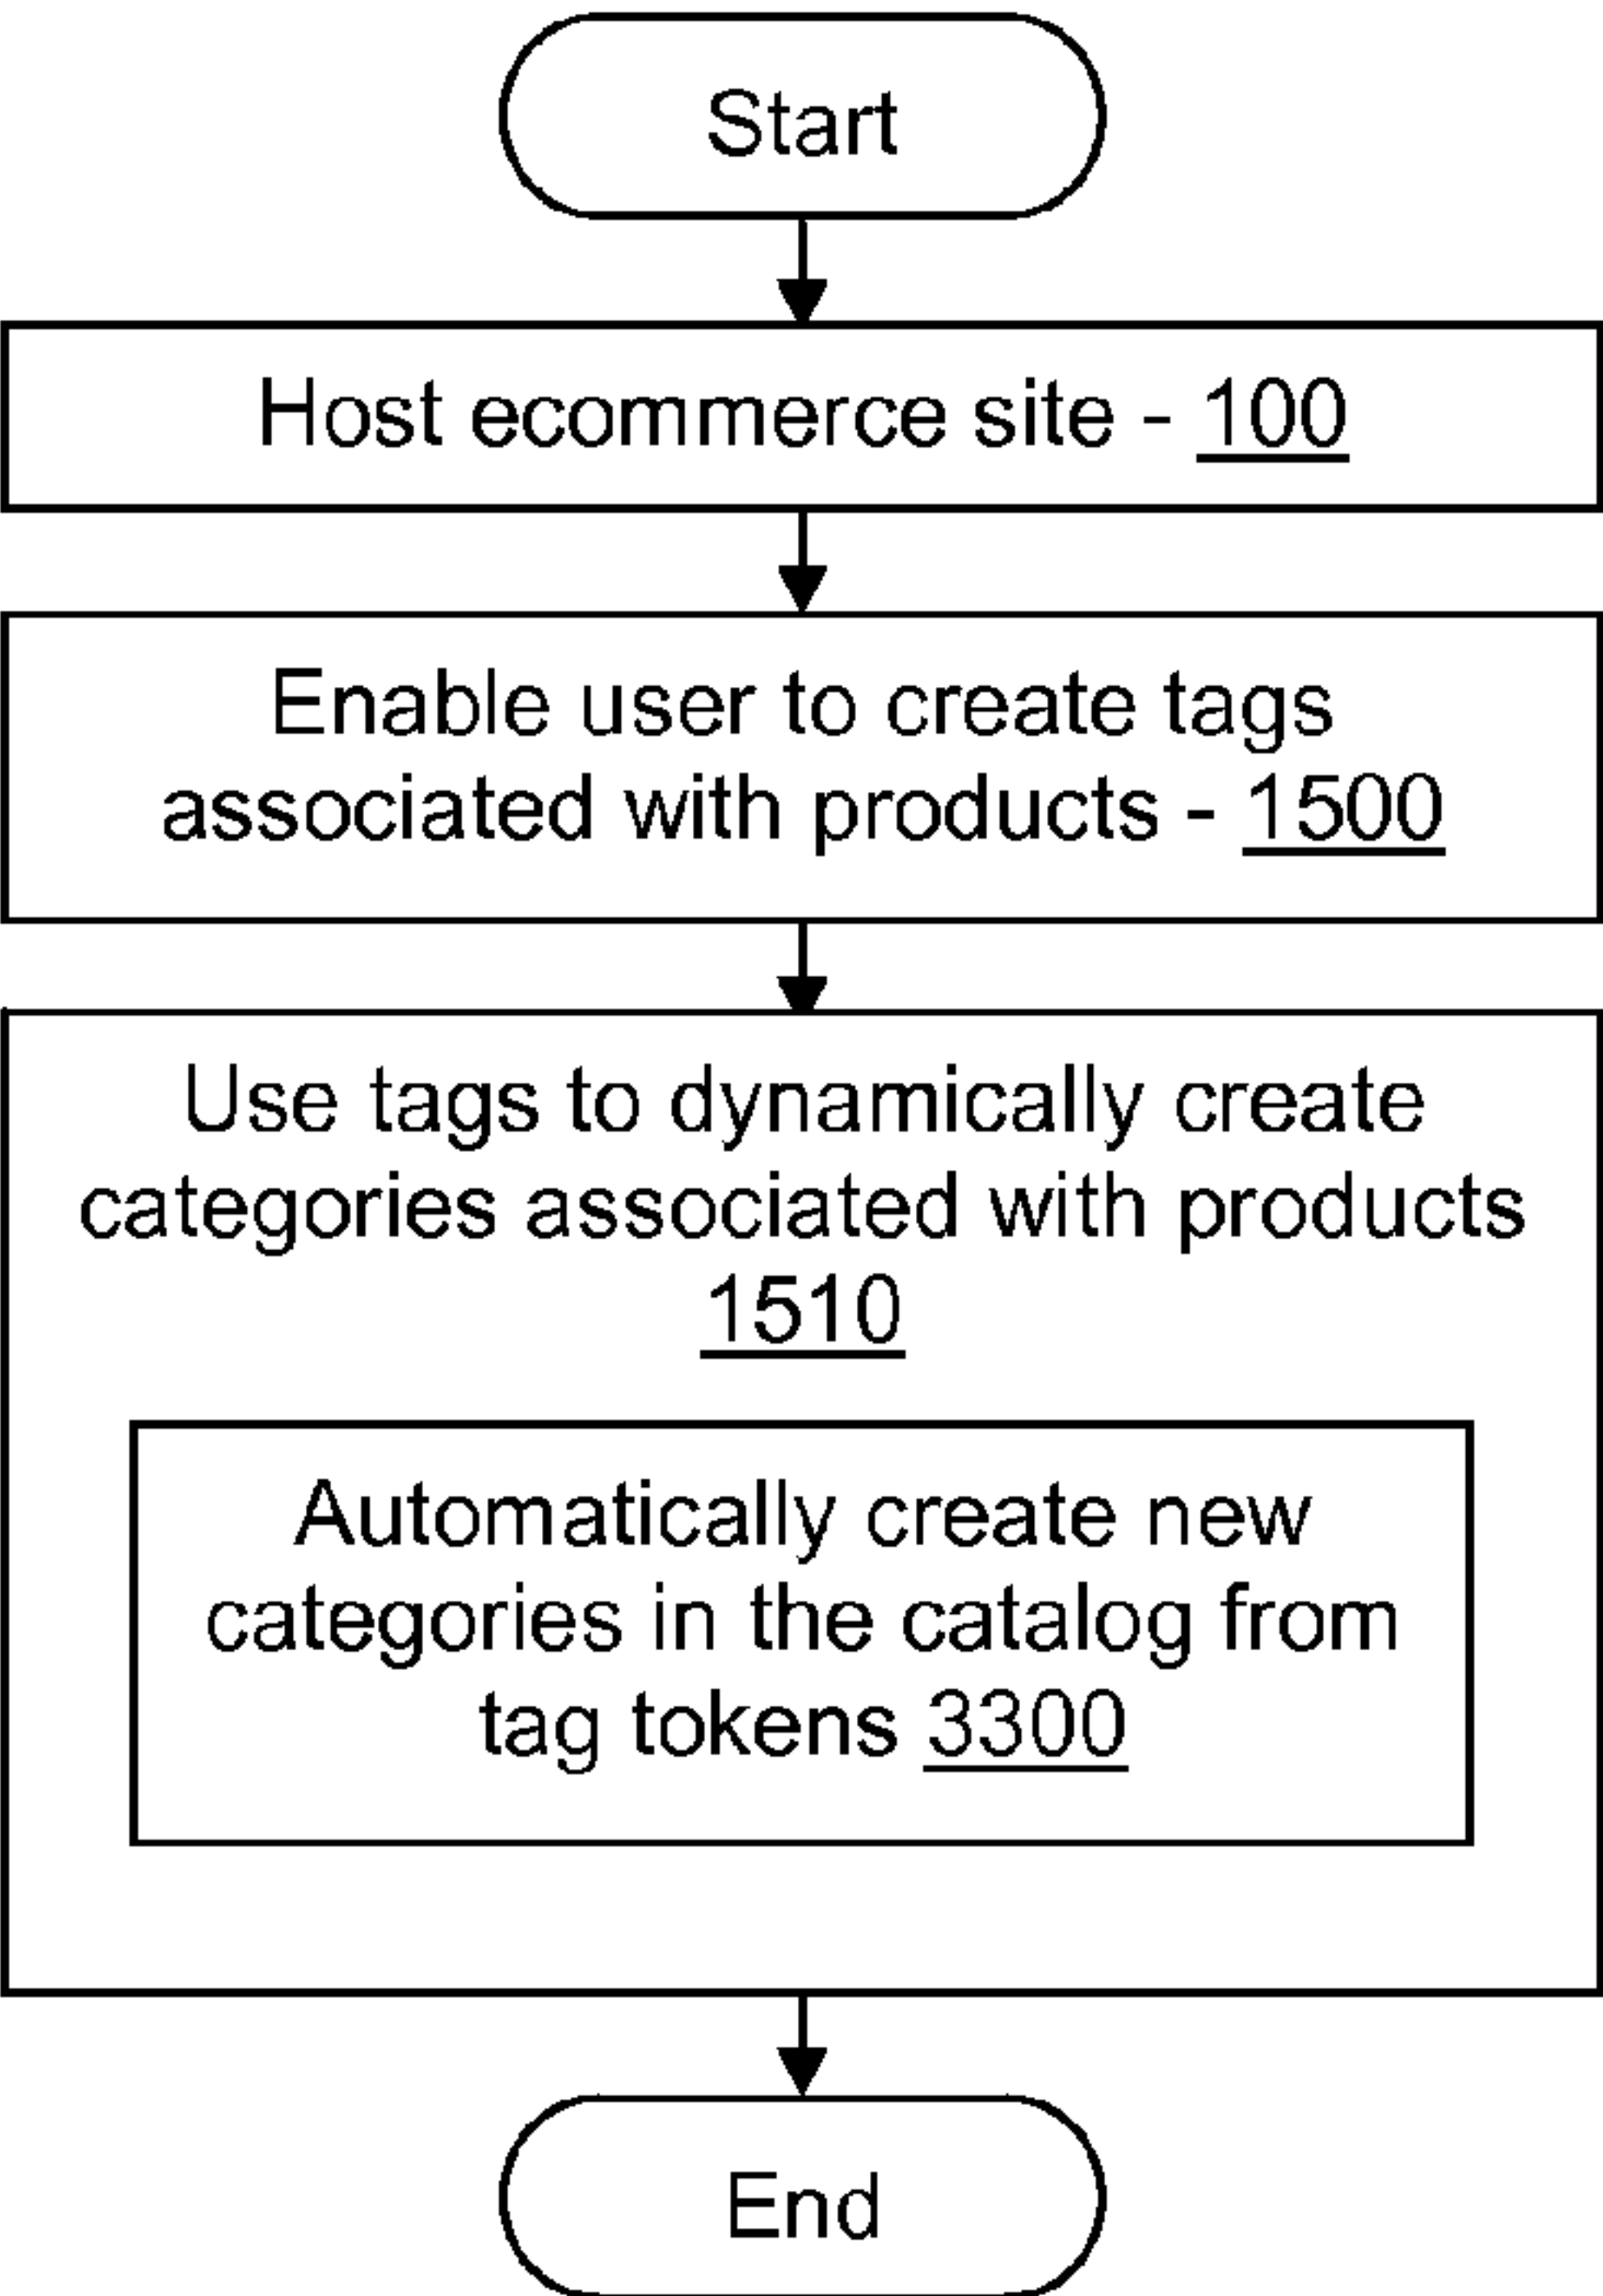 Start
Host ecommerce site - 100
Enable user to create tags
associated with products - 1500
Use tags to dynamically create
categories associated with products
1510
Automatically create new
categories in the catalog from
tag tokens 3300
End